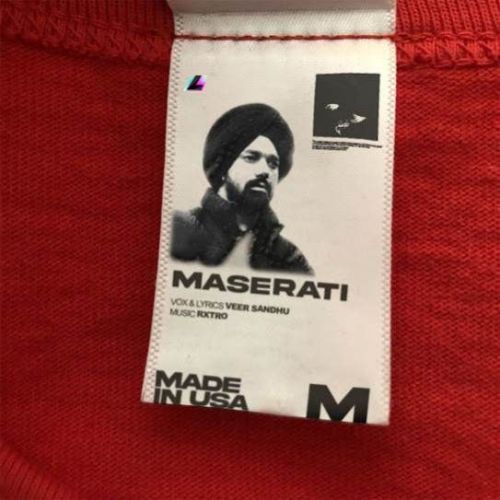 MASERATI
VOX & LYRICS VEER SANDHU
MUSIC RXTRO
MADE
IN USA
M